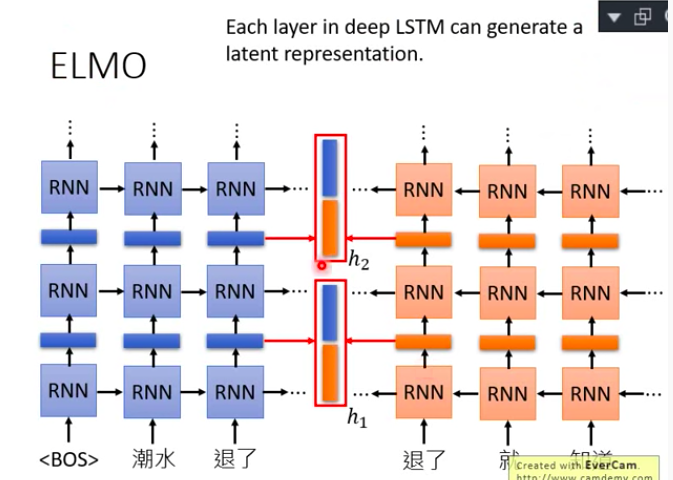 Each layer in deep LSTM can generate a
latent representation.
ELMO
RNN RNN RNN RNN RNN RNN
h₂
RNN RNN RNN RNN RNN RNN
RNN RNN RNN RNN RNN RNN
h₁
<BOS> 潮水 退了 退了 就 知道
Created with EverCam.
http://www.camdemy.com